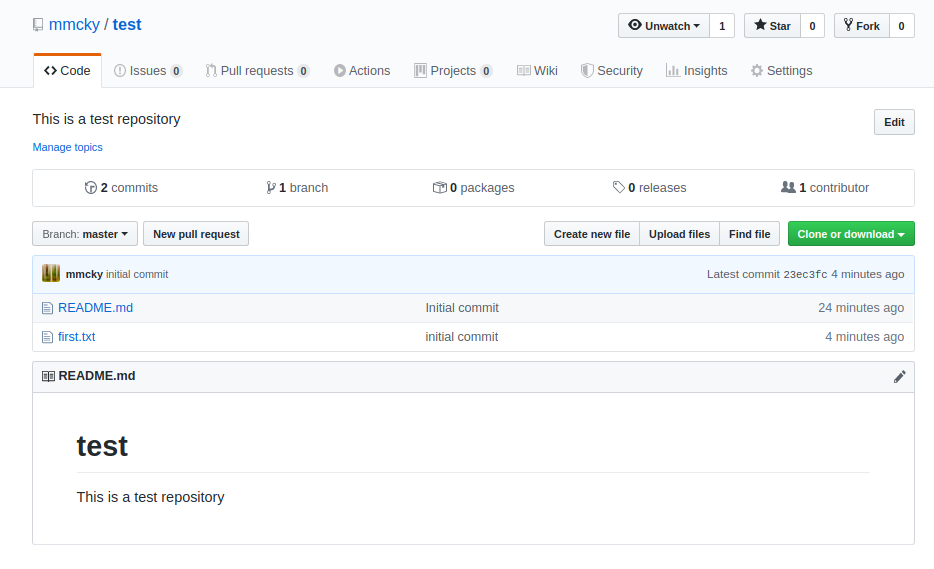 mmcky / test Unwatch 1 Star 0 Fork 0
Code Issues 0 Pull requests 0 Actions Projects 0 Wiki Security Insights Settings
This is a test repository Edit
Manage topics
2 commits 1 branch 0 packages 0 releases 1 contributor
Branch: master New pull request Create new file Upload files Find file Clone or download
mmcky initial commit Latest commit 23ec3fc 4 minutes ago
README.md Initial commit 24 minutes ago
first.txt initial commit 4 minutes ago
README.md
test
This is a test repository